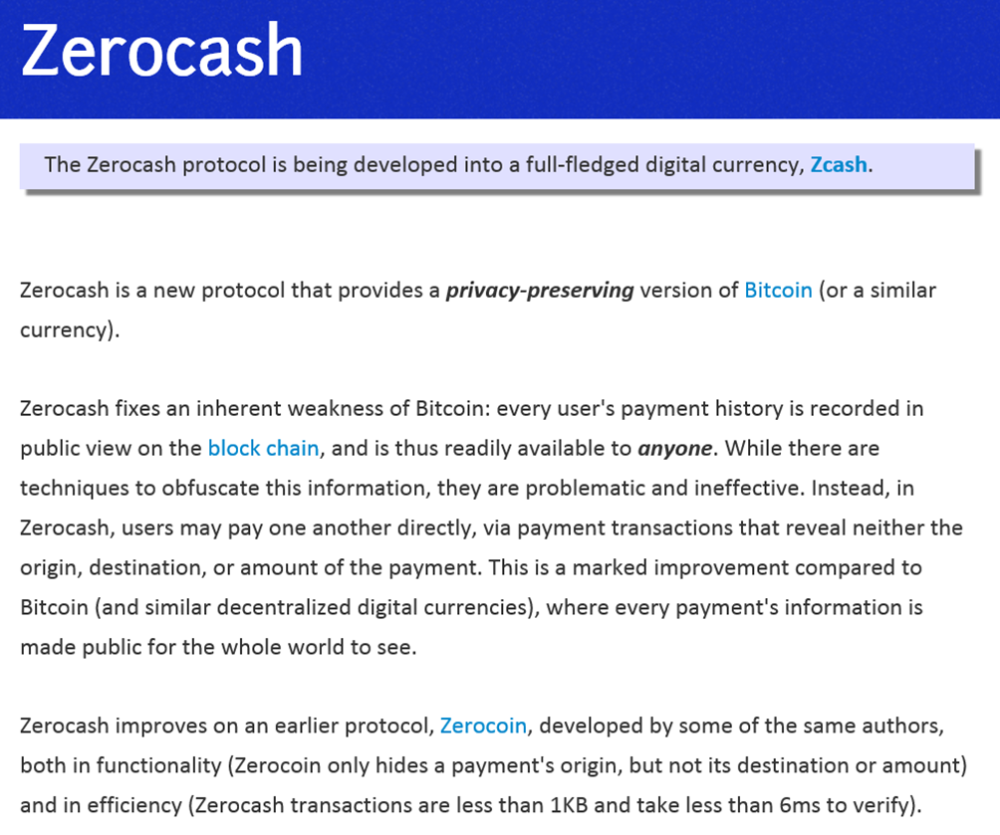 Zerocash
The Zerocash protocol is being developed into a full-fledged digital currency, Zcash.
Zerocash is a new protocol that provides a privacy-preserving version of Bitcoin (or a similar
currency).
Zerocash fixes an inherent weakness of Bitcoin: every user's payment history is recorded in
public view on the block chain, and is thus readily available to anyone. While there are
techniques to obfuscate this information, they are problematic and ineffective. Instead, in
Zerocash, users may pay one another directly, via payment transactions that reveal neither the
origin, destination, or amount of the payment. This is a marked improvement compared to
Bitcoin (and similar decentralized digital currencies), where every payment's information is
made public for the whole world to see.
Zerocash improves on an earlier protocol, Zerocoin, developed by some of the same authors,
both in functionality (Zerocoin only hides a payment's origin, but not its destination or amount)
and in efficiency (Zerocash transactions are less than 1KB and take less than 6ms to verify).